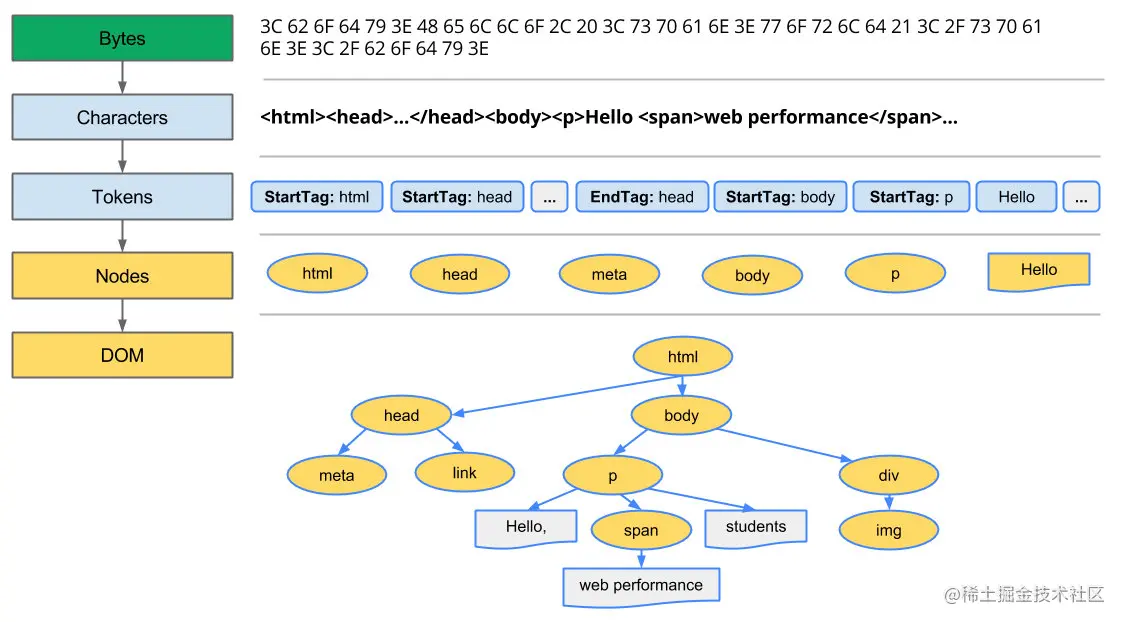 Bytes
3C 62 6F 64 79 3E 48 65 6C 6C 6F 2C 20 3C 73 70 61 6E 3E 77 6F 72 6C 64 21 3C 2F 73 70 61
6E 3E 3C 2F 62 6F 64 79 3E
Characters
<html><head>...</head><body><p>Hello <span>web performance</span>...
Tokens
StartTag: html StartTag: head ... EndTag: head StartTag: body StartTag: p Hello ...
Nodes
html head meta body p Hello
DOM
html
head body
meta link p div
Hello, span students img
web performance
@稀土掘金技术社区